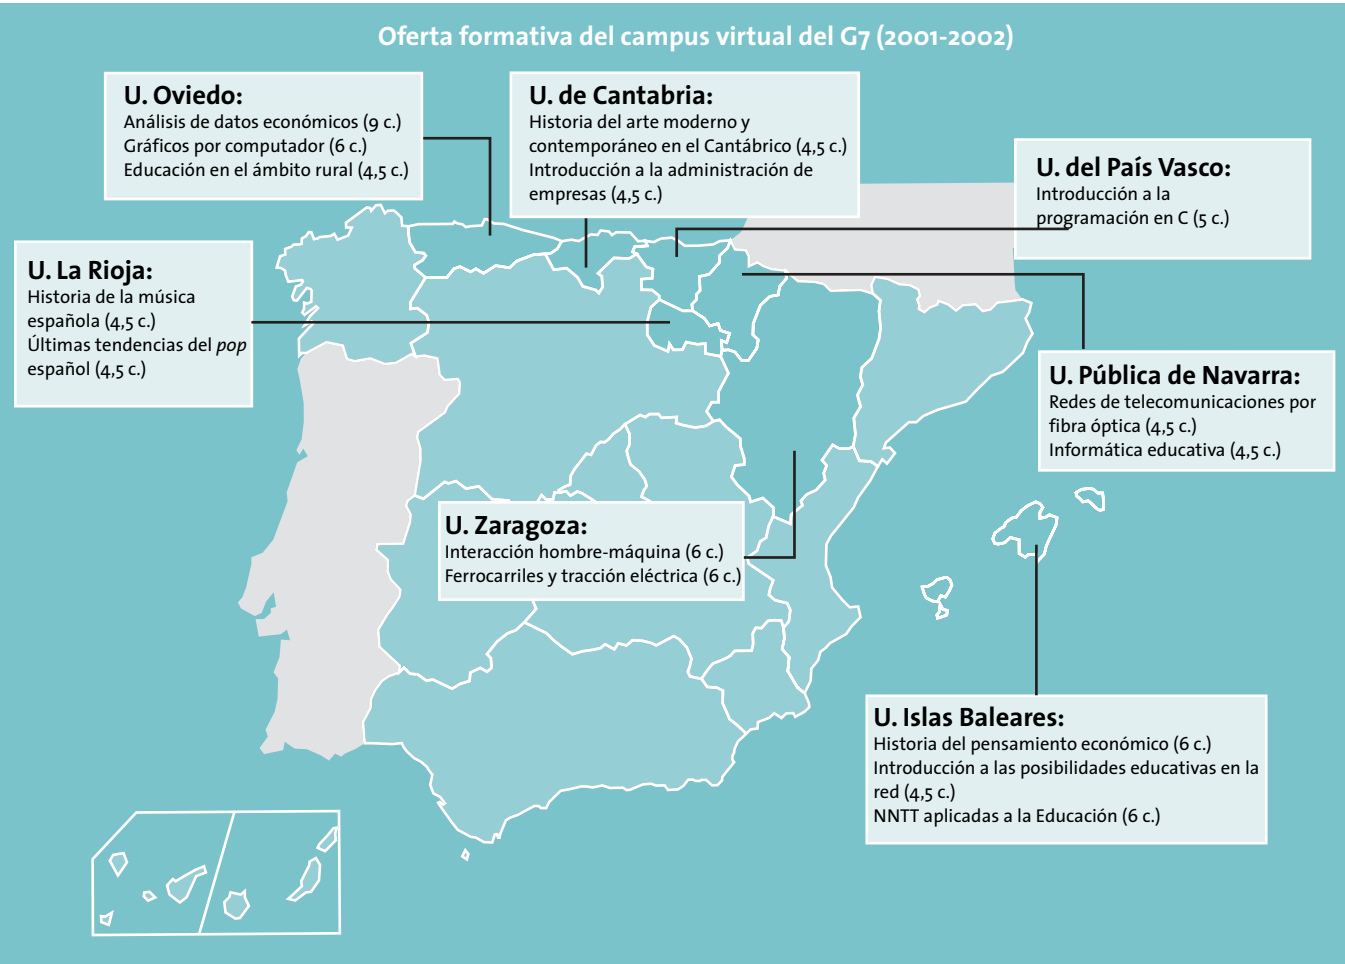 Oferta formativa del campus virtual del G7 (2001-2002)
U. Oviedo:
Análisis de datos económicos (9 c.)
Gráficos por computador (6 c.)
Educación en el ámbito rural (4,5 c.)
U. de Cantabria:
Historia del arte moderno y
contemporáneo en el Cantábrico (4,5 c.)
Introducción a la administración de
empresas (4,5 c.)
U. del País Vasco:
Introducción a la
programación en C (5 c.)
U. La Rioja:
Historia de la música
española (4,5 c.)
Últimas tendencias del pop
español (4,5 c.)
U. Pública de Navarra:
Redes de telecomunicaciones por
fibra óptica (4,5 c.)
Informática educativa (4,5 c.)
U. Zaragoza:
Interacción hombre-máquina (6 c.)
Ferrocarriles y tracción eléctrica (6 c.)
U. Islas Baleares:
Historia del pensamiento económico (6 c.)
Introducción a las posibilidades educativas en la
red (4,5 c.)
NNTT aplicadas a la Educación (6 c.)